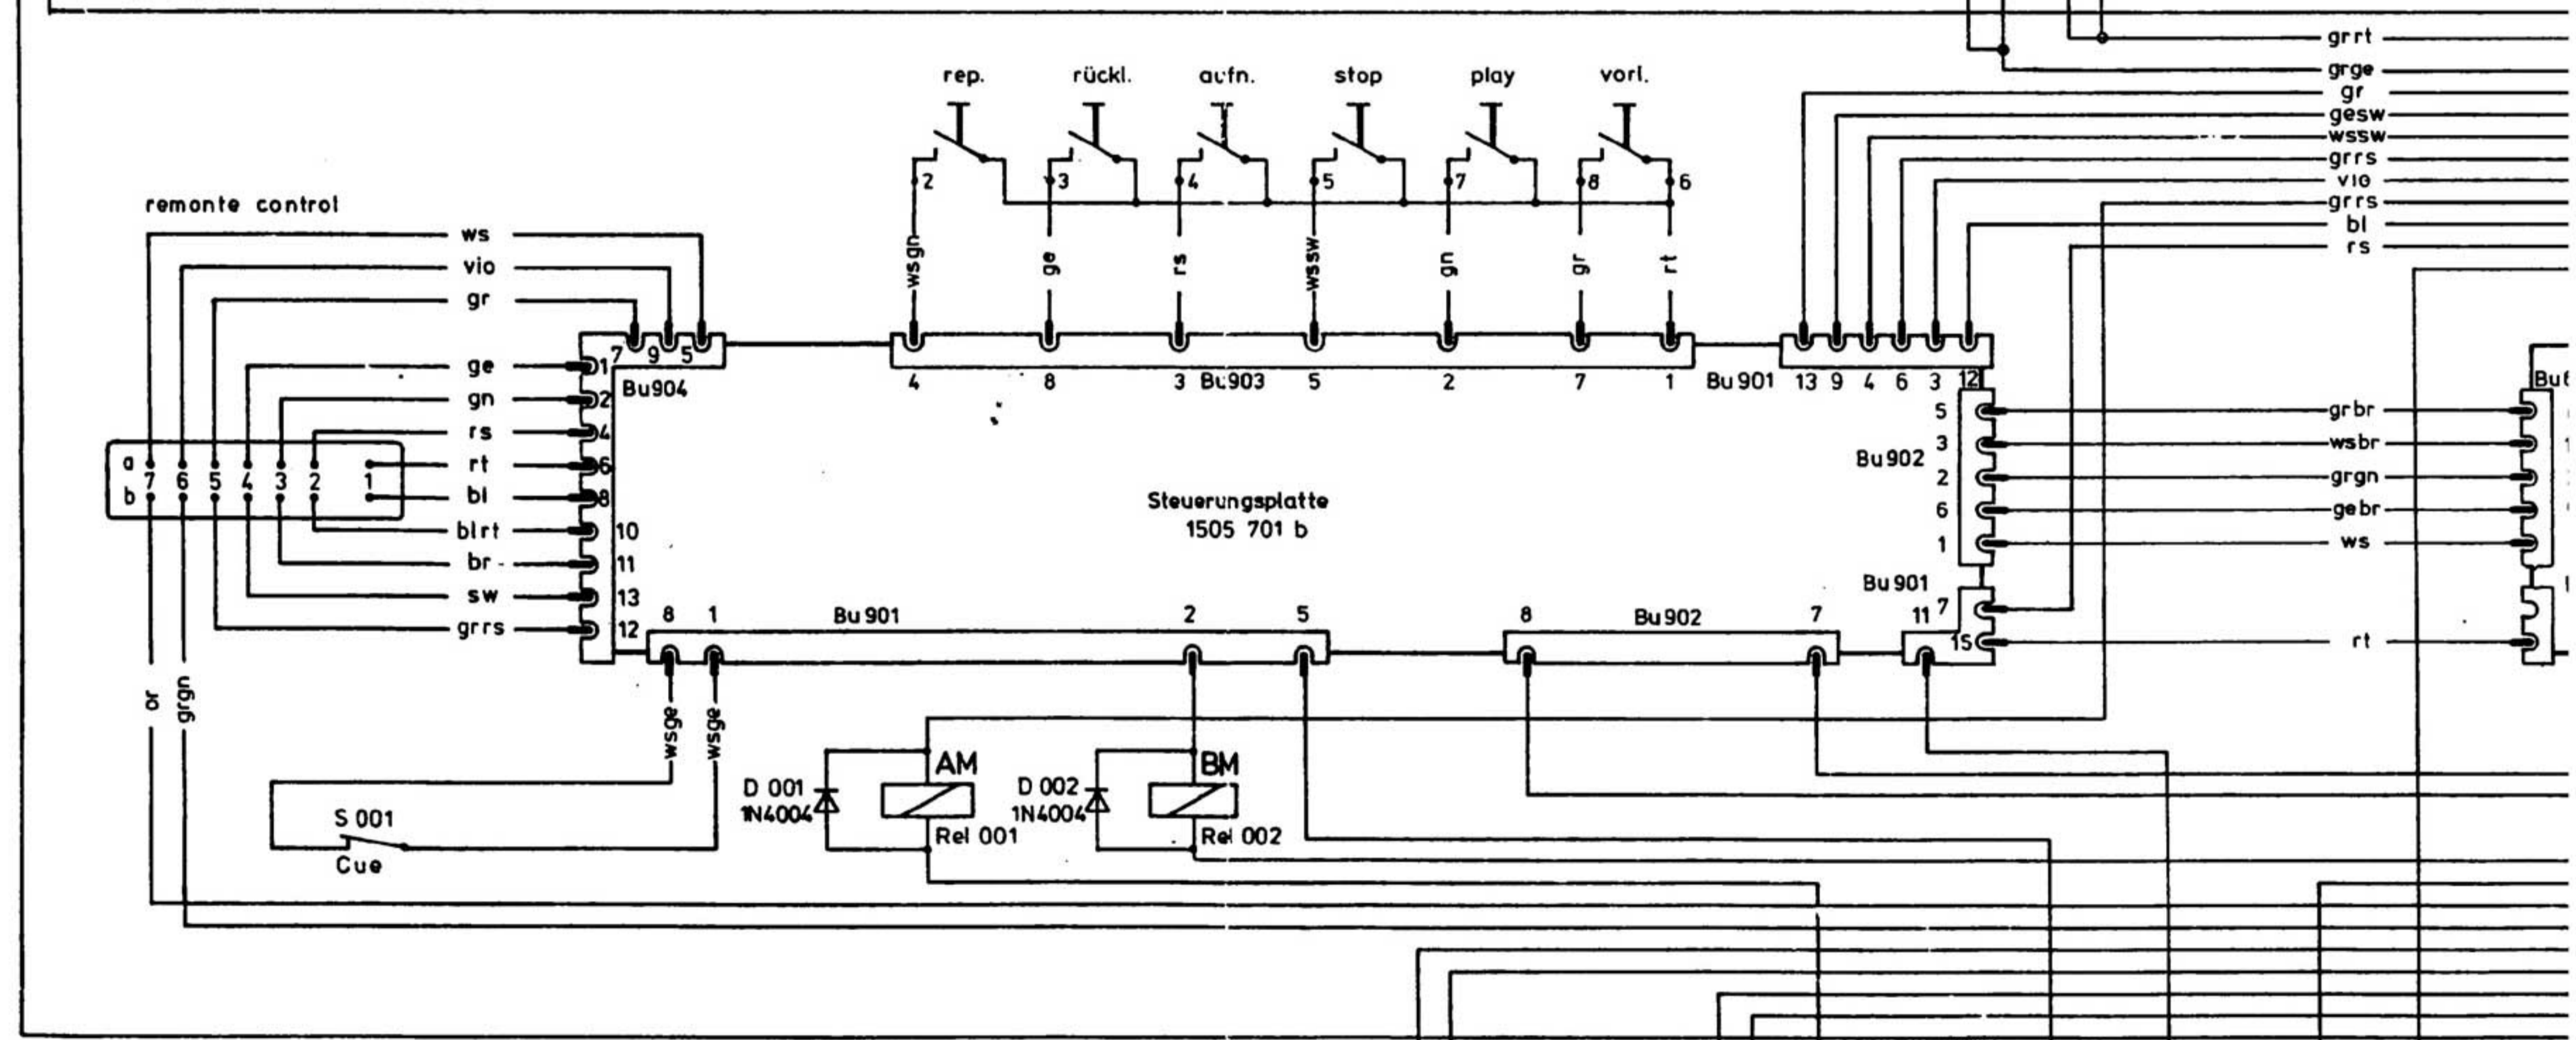 grrt
grge
gr
gesw
wssw
grrs
vio
grrs
bl
rs
rep. rückl. aufn. stop play vorl.
2 3 4 5 7 8 6
wsgn ge rs wssw gn gr rt
remonte control
ws
vio
gr
ge
gn
rs
rt
bl
blrt
br
sw
grrs
a
7 6 5 4 3 2 1
b
7 9 5
1
2
4
6
8
10
11
13
12
Bu904
4 8 3 Bu903 5 2 7 1 Bu901 13 9 4 6 3 12
5
3
2
6
1
Bu902
grbr
wsbr
grgn
gebr
ws
Steuerungsplatte
1505 701 b
Bu901
11 7
15
rt
8 1 Bu901 2 5 8 Bu902 7
or grgn wsge wsge
S 001
Cue
D 001
1N4004
AM
Rel 001
D 002
1N4004
BM
Rel 002